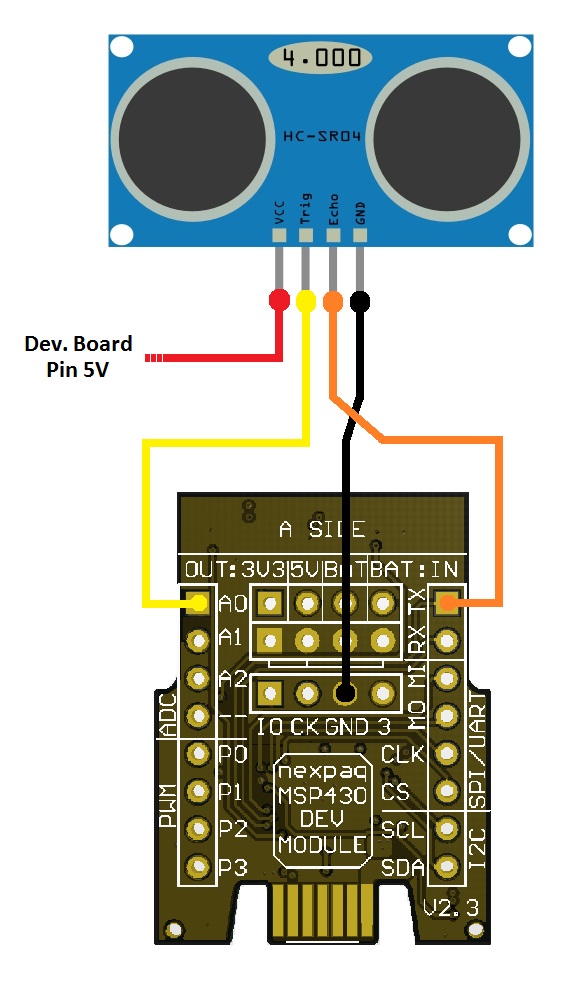 4.000
HC-SR04
VCC
Trig
Echo
GND
Dev. Board
Pin 5V
A SIDE
OUT:3V3|5V|BAT BAT:IN
A0
A1
A2
--
P0
P1
P2
P3
ADC
PWM
TX
RX
MI
MO
CLK
CS
SCL
SDA
SPI/UART
I2C
IO CK GND 3
nexpaq
MSP430
DEV
MODULE
V2.3